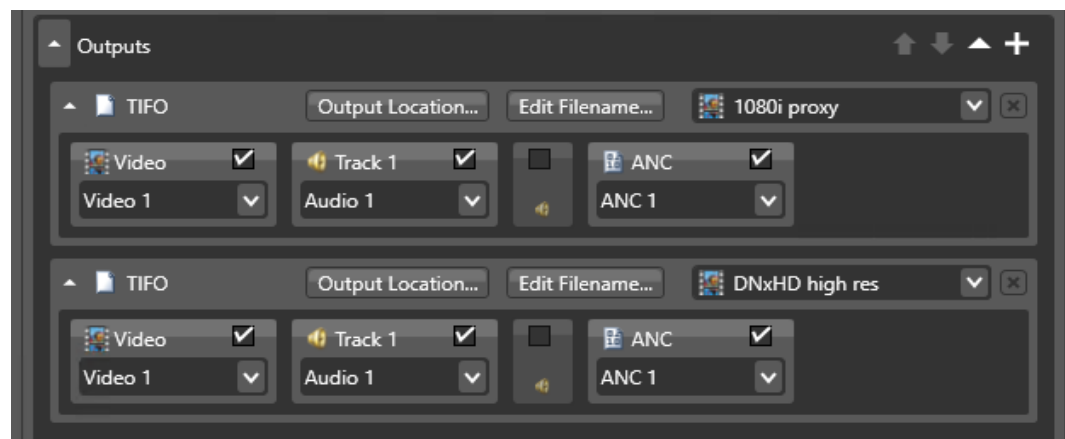 Outputs
TIFO Output Location... Edit Filename... 1080i proxy
Video Track 1 ANC
Video 1 Audio 1 ANC 1
TIFO Output Location... Edit Filename... DNxHD high res
Video Track 1 ANC
Video 1 Audio 1 ANC 1